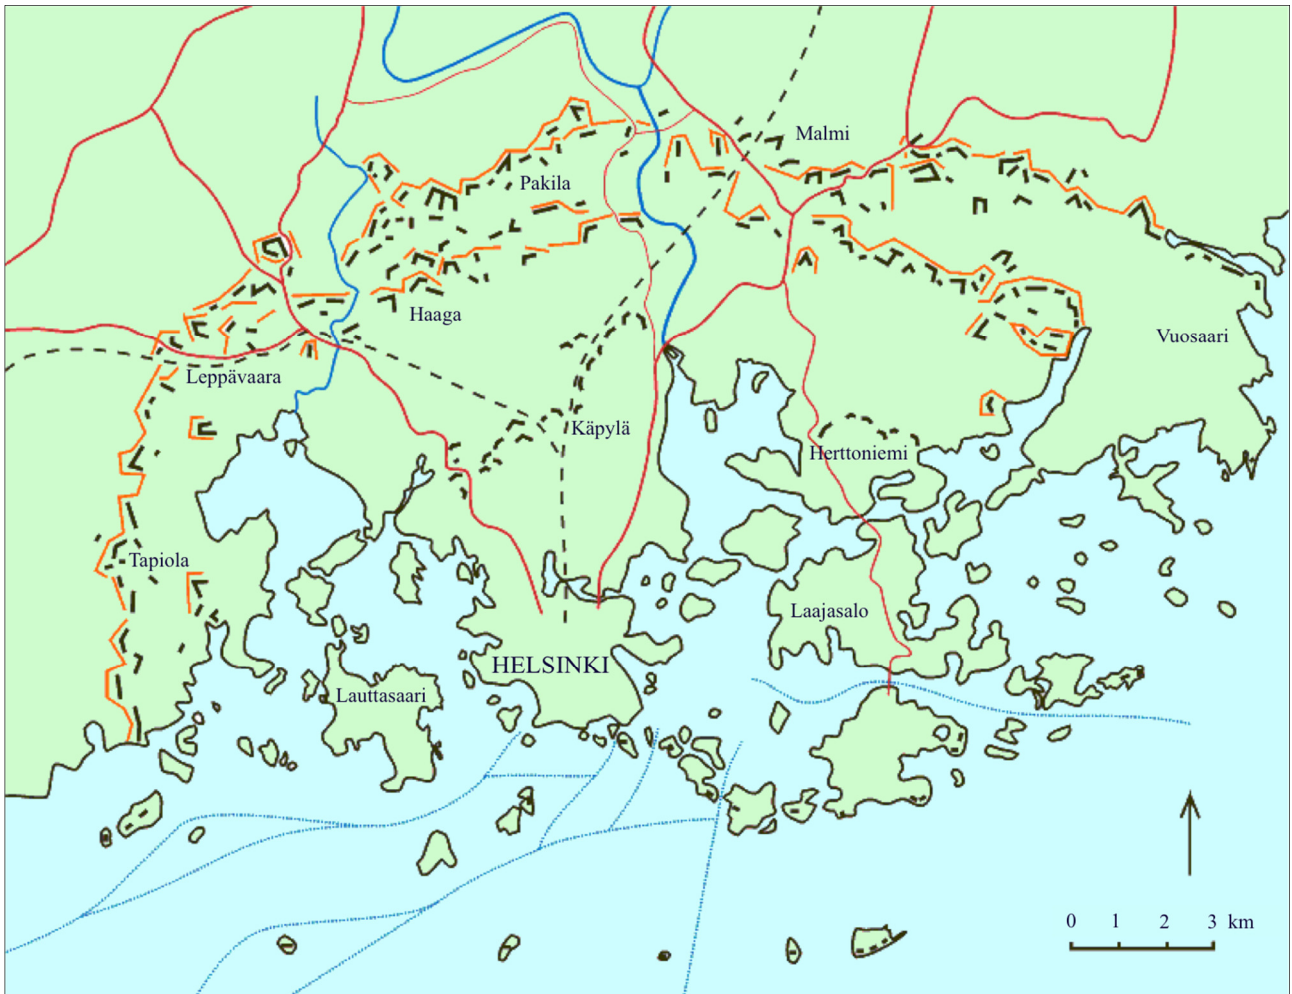 Malmi
Pakila
Haaga
Vuosaari
Leppävaara
Käpylä
Herttoniemi
Tapiola
Laajasalo
HELSINKI
Lauttasaari
0 1 2 3 km